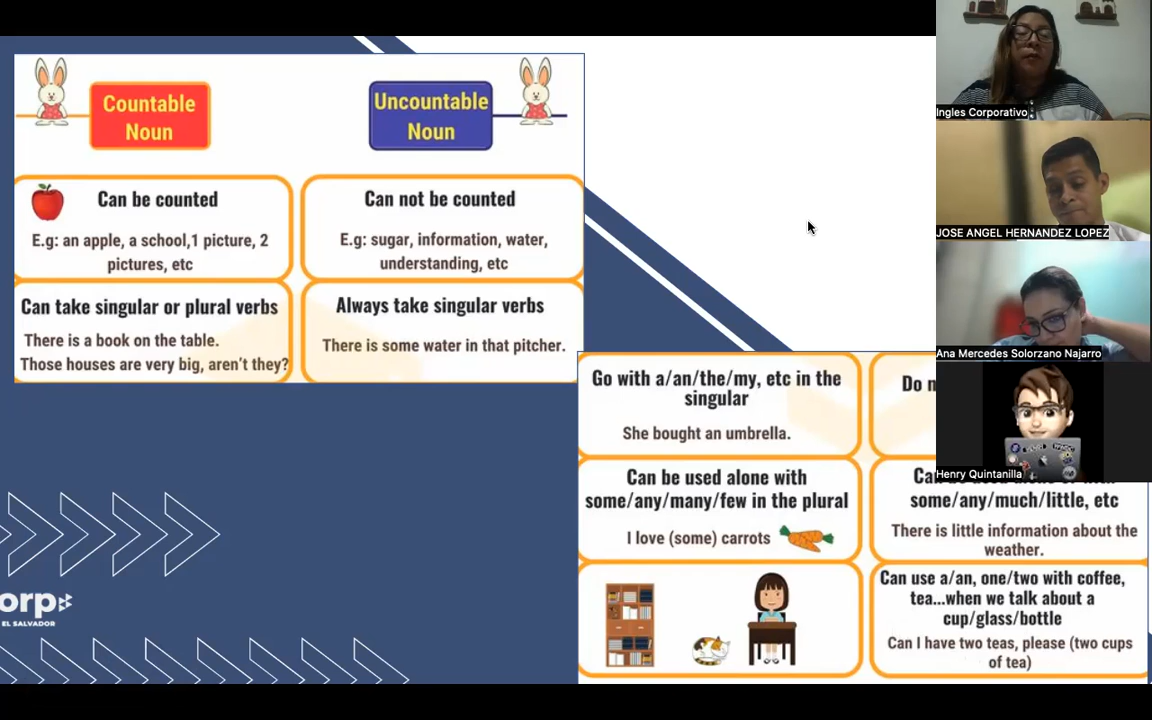 Countable
Noun
Uncountable
Noun
Can be counted
E.g: an apple, a school,1 picture, 2
pictures, etc
Can not be counted
E.g: sugar, information, water,
understanding, etc
Can take singular or plural verbs
There is a book on the table.
Those houses are very big, aren't they?
Always take singular verbs
There is some water in that pitcher.
Go with a/an/the/my, etc in the
singular
She bought an umbrella.
Do
Can be used alone with
some/any/many/few in the plural
I love (some) carrots
some/any/much/little, etc
There is little information about the
weather.
Can use a/an, one/two with coffee,
tea...when we talk about a
cup/glass/bottle
Can I have two teas, please (two cups
of tea)
orp
EL SALVADOR
Ingles Corporativo
JOSE ANGEL HERNANDEZ LOPEZ
Ana Mercedes Solorzano Najarro
Henry Quintanilla